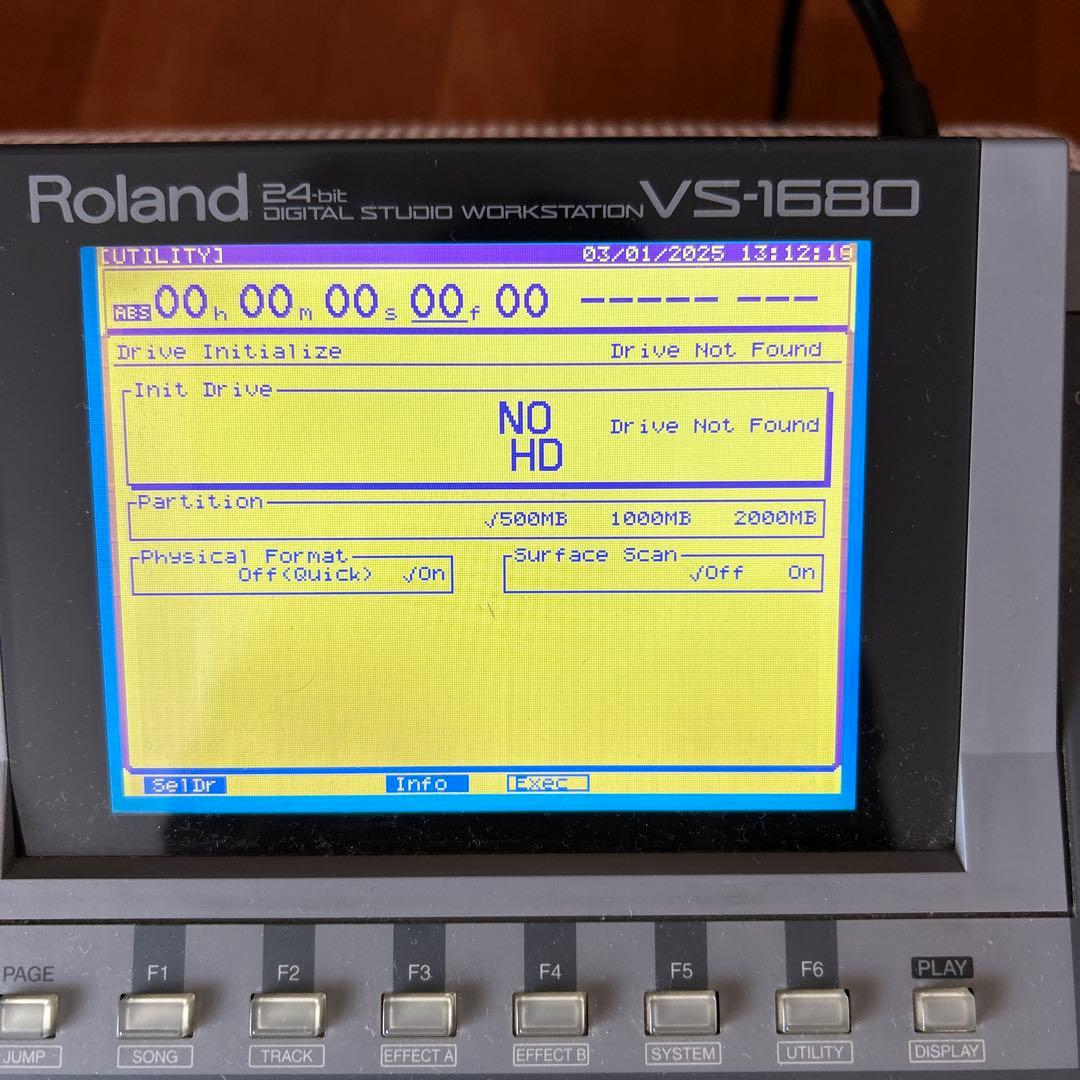 Roland 24-bit DIGITAL STUDIO WORKSTATION VS-1680
[UTILITY] 03/01/2025 13:12:18
ABS 00h 00m 00s 00f 00 ----- ---
Drive Initialize Drive Not Found
Init Drive
NO HD Drive Not Found
Partition
√500MB 1000MB 2000MB
Physical Format Surface Scan
Off(Quick) √On √Off On
SelDr Info Exec
PAGE F1 F2 F3 F4 F5 F6 PLAY
JUMP SONG TRACK EFFECT A EFFECT B SYSTEM UTILITY DISPLAY